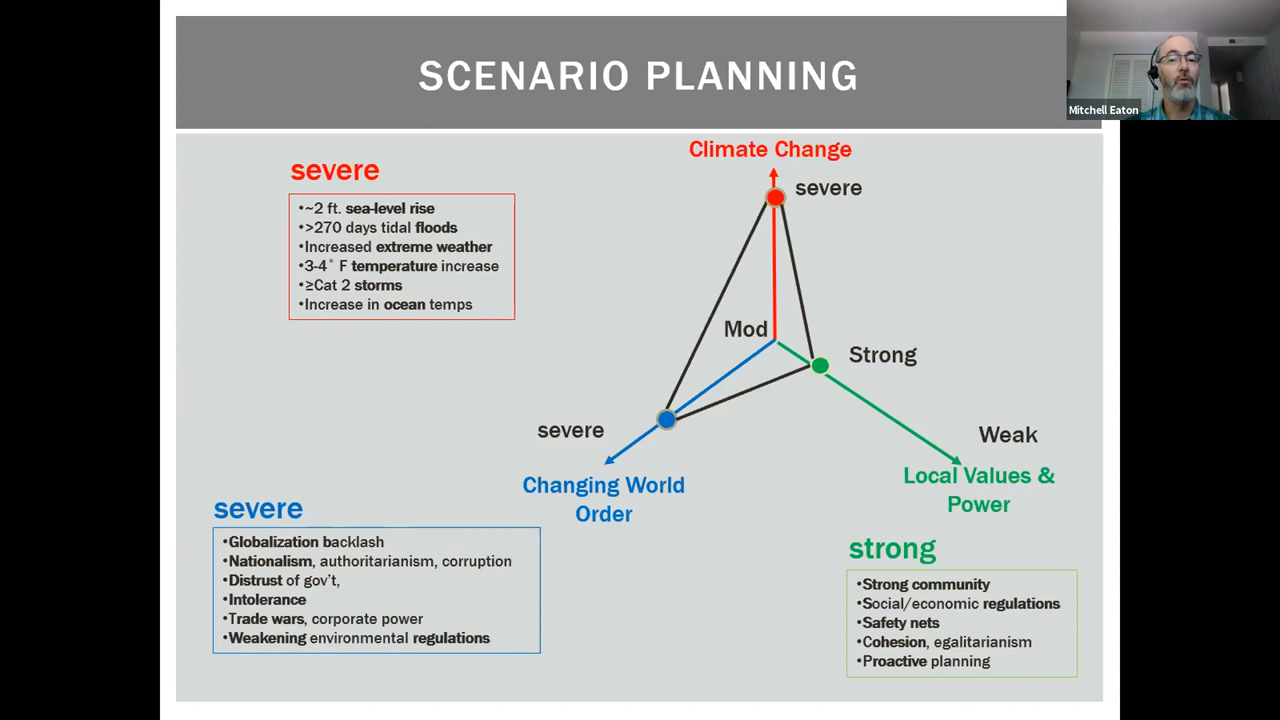 SCENARIO PLANNING
Mitchell Eaton
Climate Change
severe
severe
•~2 ft. sea-level rise
•>270 days tidal floods
•Increased extreme weather
•3-4˚ F temperature increase
•≥Cat 2 storms
•Increase in ocean temps
Mod
Strong
severe
Weak
Changing World
Order
Local Values &
Power
severe
•Globalization backlash
•Nationalism, authoritarianism, corruption
•Distrust of gov't,
•Intolerance
•Trade wars, corporate power
•Weakening environmental regulations
strong
•Strong community
•Social/economic regulations
•Safety nets
•Cohesion, egalitarianism
•Proactive planning